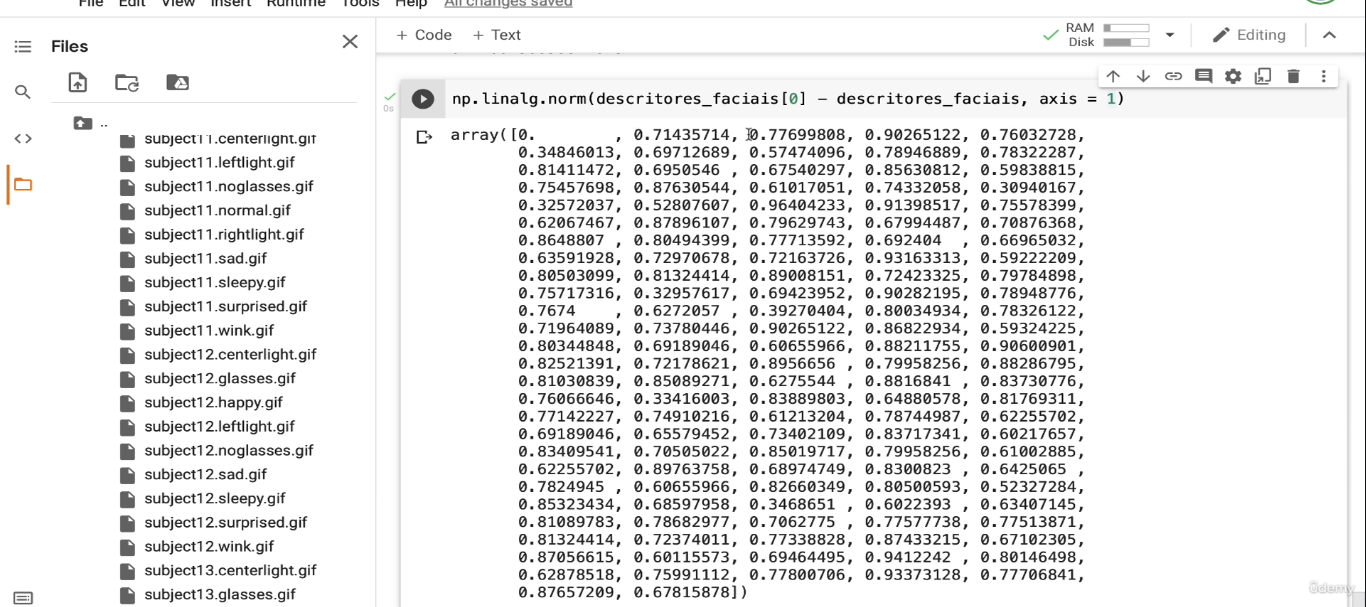 File Edit View Insert Runtime Tools Help All changes saved
Files
+ Code + Text
RAM
Disk
Editing
..
subject11.centerlight.gif
subject11.leftlight.gif
subject11.noglasses.gif
subject11.normal.gif
subject11.rightlight.gif
subject11.sad.gif
subject11.sleepy.gif
subject11.surprised.gif
subject11.wink.gif
subject12.centerlight.gif
subject12.glasses.gif
subject12.happy.gif
subject12.leftlight.gif
subject12.noglasses.gif
subject12.sad.gif
subject12.sleepy.gif
subject12.surprised.gif
subject12.wink.gif
subject13.centerlight.gif
subject13.glasses.gif
0s
np.linalg.norm(descritores_faciais[0] - descritores_faciais, axis = 1)
array([0. , 0.71435714, 0.77699808, 0.90265122, 0.76032728,
0.34846013, 0.69712689, 0.57474096, 0.78946889, 0.78322287,
0.81411472, 0.6950546 , 0.67540297, 0.85630812, 0.59838815,
0.75457698, 0.87630544, 0.61017051, 0.74332058, 0.30940167,
0.32572037, 0.52807607, 0.96404233, 0.91398517, 0.75578399,
0.62067467, 0.87896107, 0.79629743, 0.67994487, 0.70876368,
0.8648807 , 0.80494399, 0.77713592, 0.692404 , 0.66965032,
0.63591928, 0.72970678, 0.72163726, 0.93163313, 0.59222209,
0.80503099, 0.81324414, 0.89008151, 0.72423325, 0.79784898,
0.75717316, 0.32957617, 0.69423952, 0.90282195, 0.78948776,
0.7674 , 0.6272057 , 0.39270404, 0.80034934, 0.78326122,
0.71964089, 0.73780446, 0.90265122, 0.86822934, 0.59324225,
0.80344848, 0.69189046, 0.60655966, 0.88211755, 0.90600901,
0.82521391, 0.72178621, 0.8956656 , 0.79958256, 0.88286795,
0.81030839, 0.85089271, 0.6275544 , 0.8816841 , 0.83730776,
0.76066646, 0.33416003, 0.83889803, 0.64880578, 0.81769311,
0.77142227, 0.74910216, 0.61213204, 0.78744987, 0.62255702,
0.69189046, 0.65579452, 0.73402109, 0.83717341, 0.60217657,
0.83409541, 0.70505022, 0.85019717, 0.79958256, 0.61002885,
0.62255702, 0.89763758, 0.68974749, 0.8300823 , 0.6425065 ,
0.7824945 , 0.60655966, 0.82660349, 0.80500593, 0.52327284,
0.85323434, 0.68597958, 0.3468651 , 0.6022393 , 0.63407145,
0.81089783, 0.78682977, 0.7062775 , 0.77577738, 0.77513871,
0.81324414, 0.72374011, 0.77338828, 0.87433215, 0.67102305,
0.87056615, 0.60115573, 0.69464495, 0.9412242 , 0.80146498,
0.62878518, 0.75991112, 0.77800706, 0.93373128, 0.77706841,
0.87657209, 0.67815878])
ûdemy